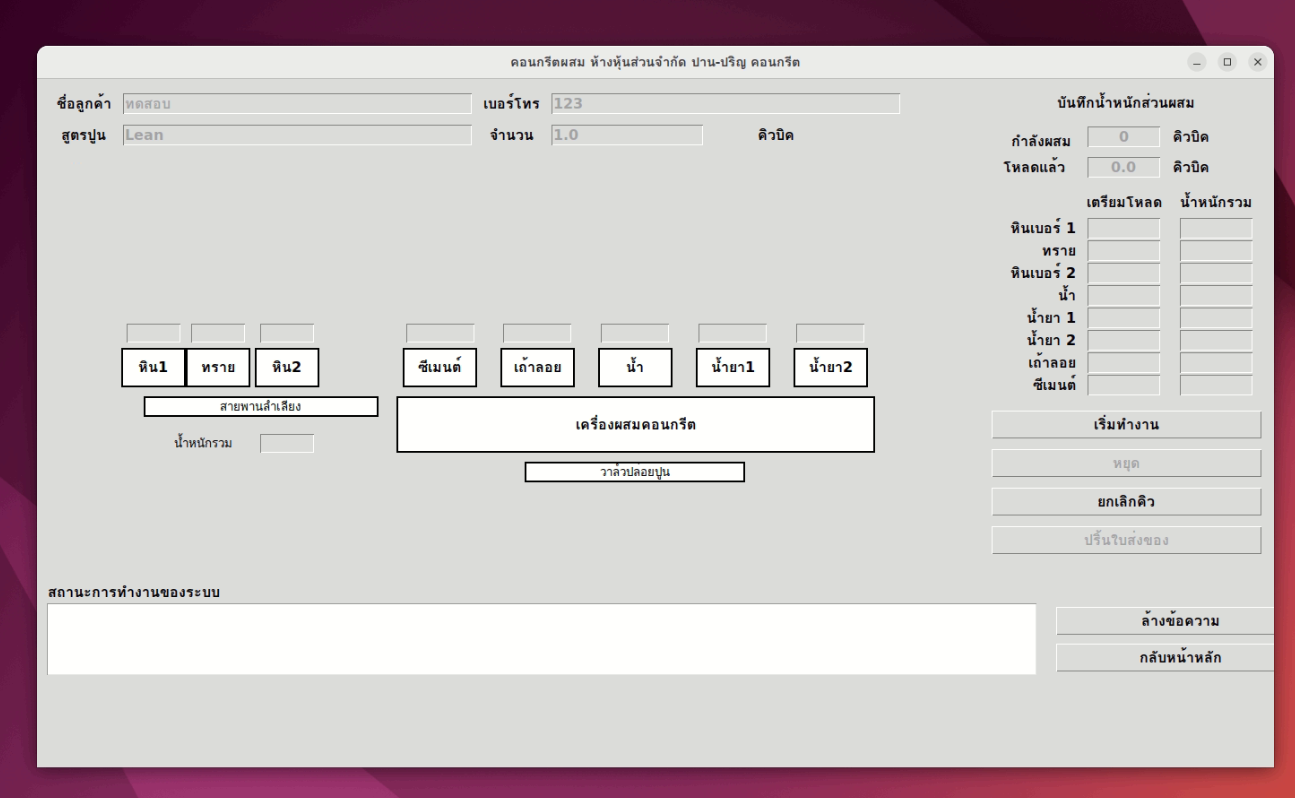 คอนกรีตผสม ห้างหุ้นส่วนจำกัด ปาน-ปริญ คอนกรีต
ชื่อลูกค้า ทดสอบ เบอร์โทร 123
สูตรปูน Lean จำนวน 1.0 คิวบิค
บันทึกน้ำหนักส่วนผสม
กำลังผสม 0 คิวบิค
โหลดแล้ว 0.0 คิวบิค
เตรียมโหลด น้ำหนักรวม
หินเบอร์ 1
ทราย
หินเบอร์ 2
น้ำ
น้ำยา 1
น้ำยา 2
เถ้าลอย
ซีเมนต์
หิน1 ทราย หิน2 ซีเมนต์ เถ้าลอย น้ำ น้ำยา1 น้ำยา2
สายพานลำเลียง
เครื่องผสมคอนกรีต
น้ำหนักรวม
วาล์วปล่อยปูน
เริ่มทำงาน
หยุด
ยกเลิกคิว
ปริ้นใบส่งของ
สถานะการทำงานของระบบ
ล้างข้อความ
กลับหน้าหลัก